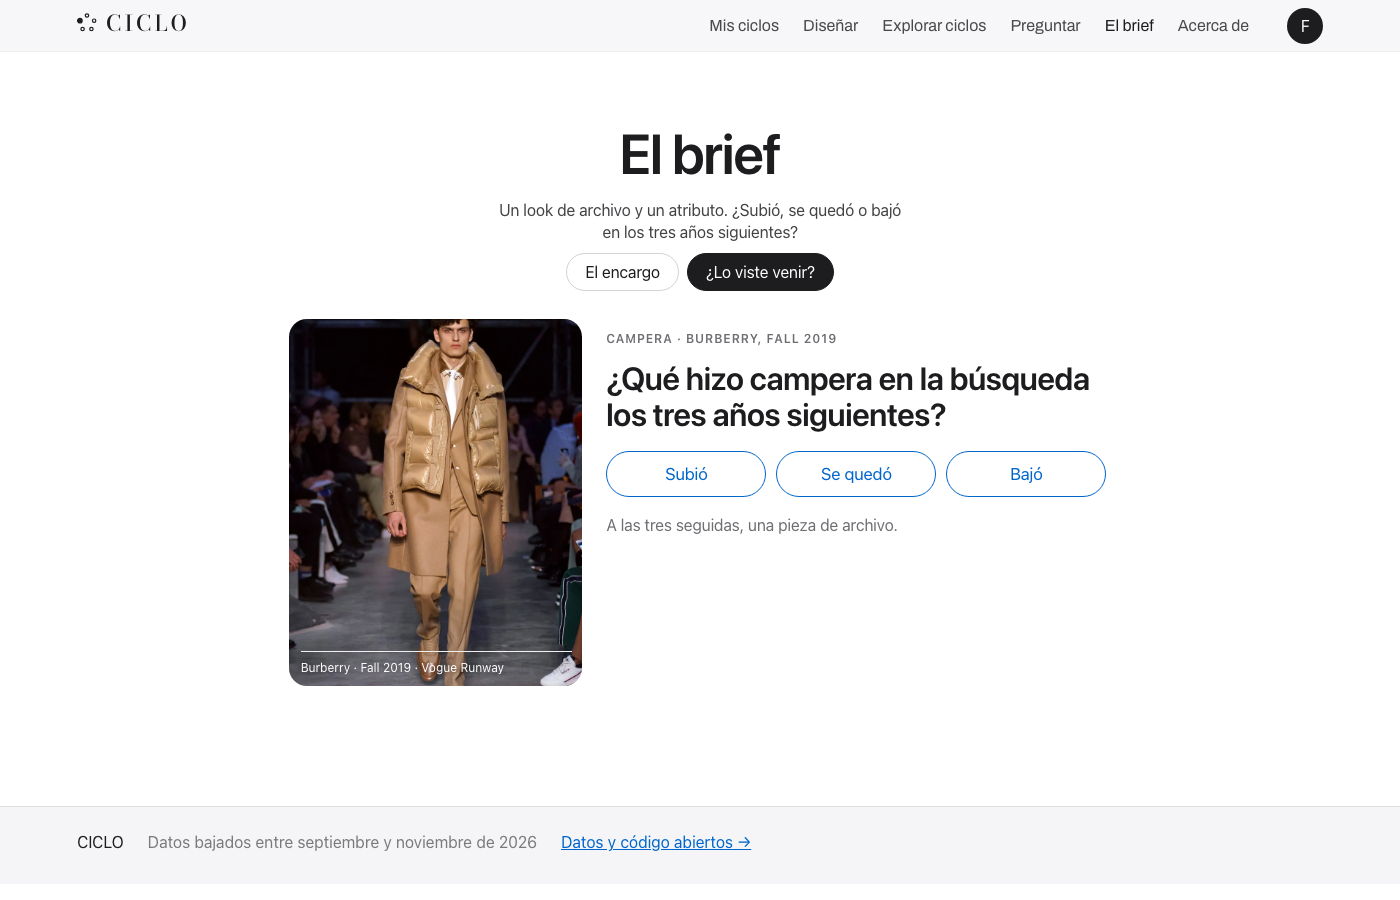 CICLO
Mis ciclos
Diseñar
Explorar ciclos
Preguntar
El brief
Acerca de
F
El brief
Un look de archivo y un atributo. ¿Subió, se quedó o bajó
en los tres años siguientes?
El encargo
¿Lo viste venir?
Burberry · Fall 2019 · Vogue Runway
CAMPERA · BURBERRY, FALL 2019
¿Qué hizo campera en la búsqueda
los tres años siguientes?
Subió
Se quedó
Bajó
A las tres seguidas, una pieza de archivo.
CICLO
Datos bajados entre septiembre y noviembre de 2026
Datos y código abiertos →